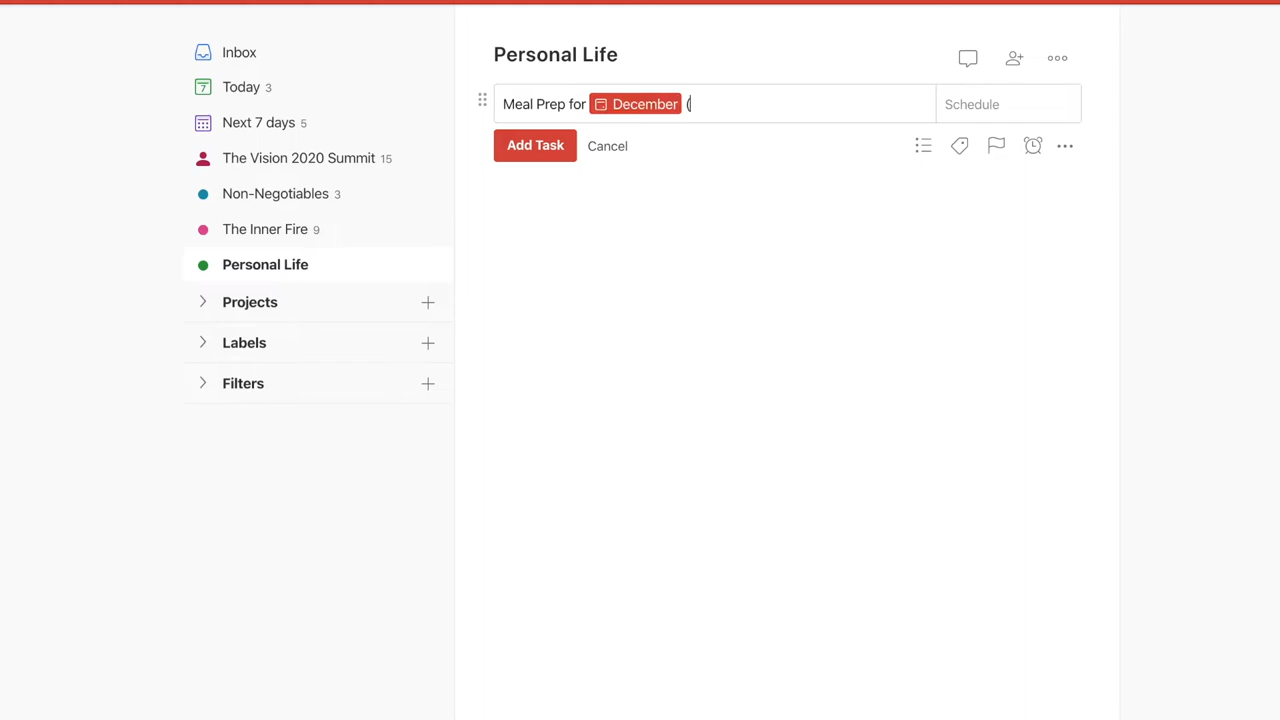 Inbox
Today 3
7
Next 7 days 5
The Vision 2020 Summit 15
Non-Negotiables 3
The Inner Fire 9
Personal Life
Projects
Labels
Filters
Personal Life
Meal Prep for December (
Schedule
Add Task
Cancel